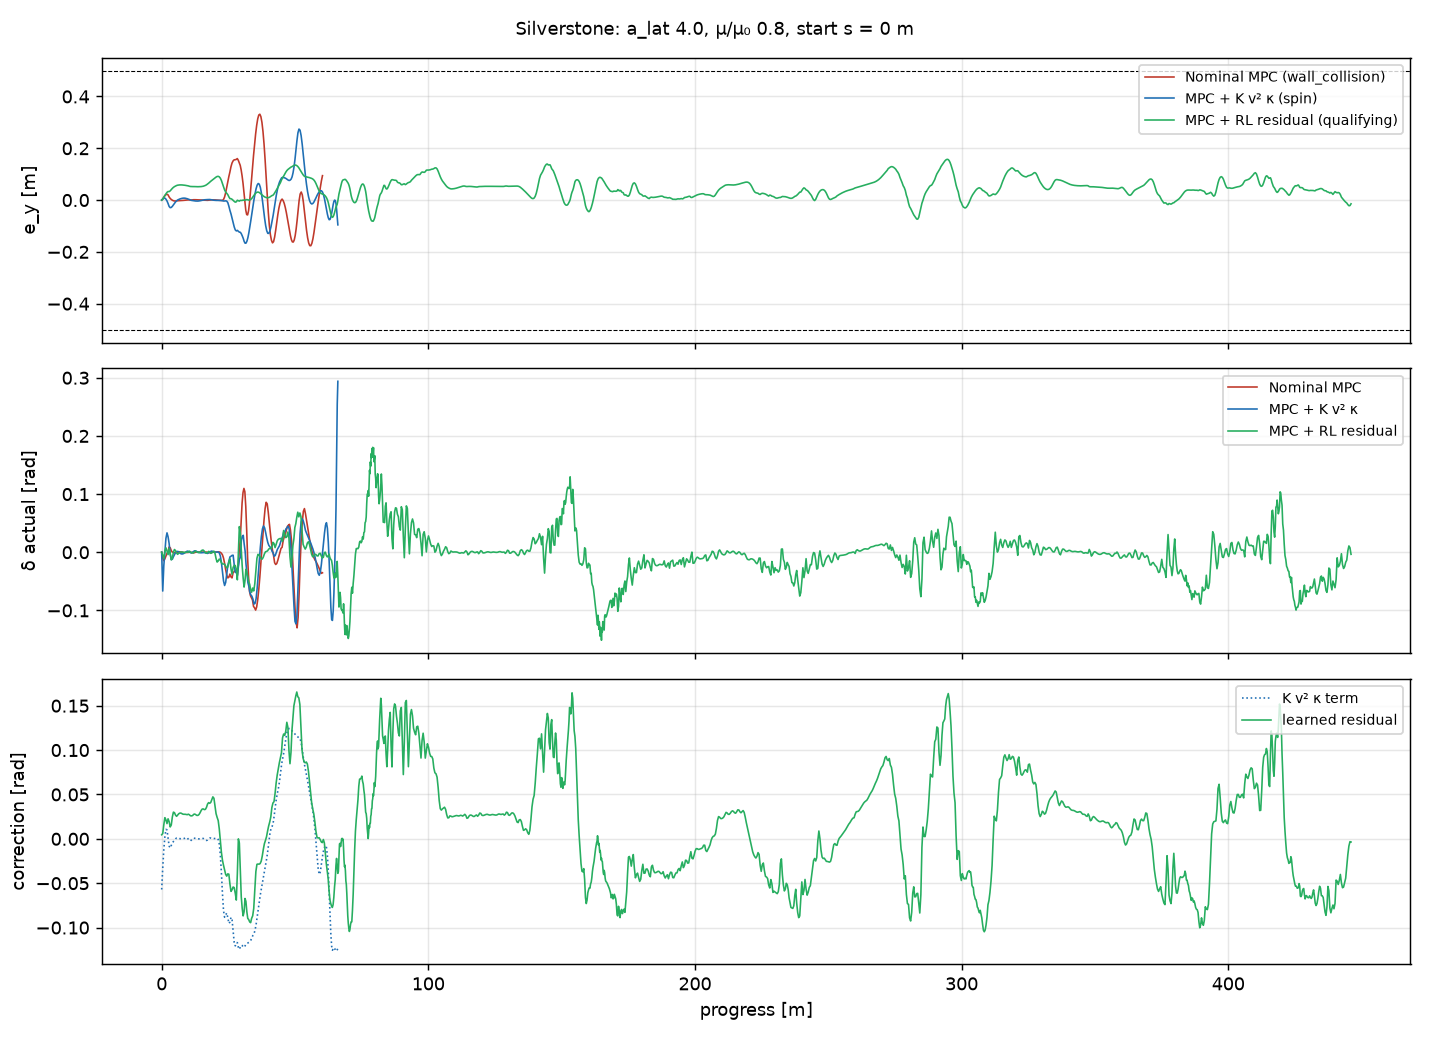 Silverstone: a_lat 4.0, μ/μ₀ 0.8, start s = 0 m
e_y [m]
0.4
0.2
0.0
−0.2
−0.4
Nominal MPC (wall_collision)
MPC + K v² κ (spin)
MPC + RL residual (qualifying)
δ actual [rad]
0.3
0.2
0.1
0.0
−0.1
Nominal MPC
MPC + K v² κ
MPC + RL residual
correction [rad]
0.15
0.10
0.05
0.00
−0.05
−0.10
K v² κ term
learned residual
0
100
200
300
400
progress [m]